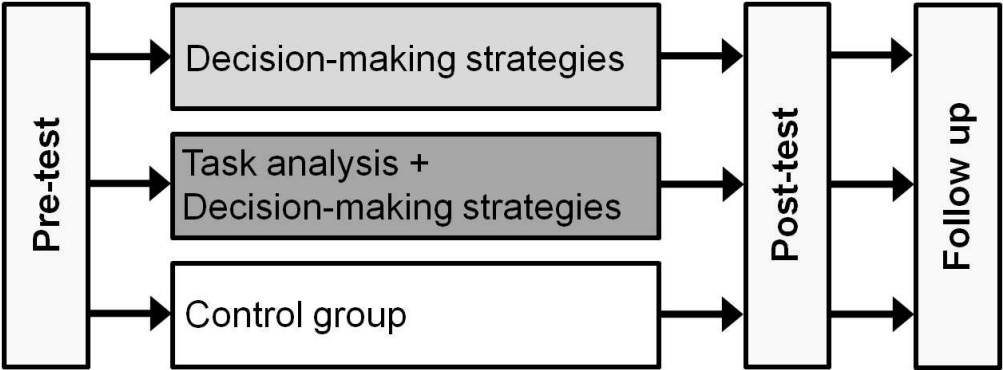 Pre-test
Decision-making strategies
Task analysis +
Decision-making strategies
Control group
Post-test
Follow up